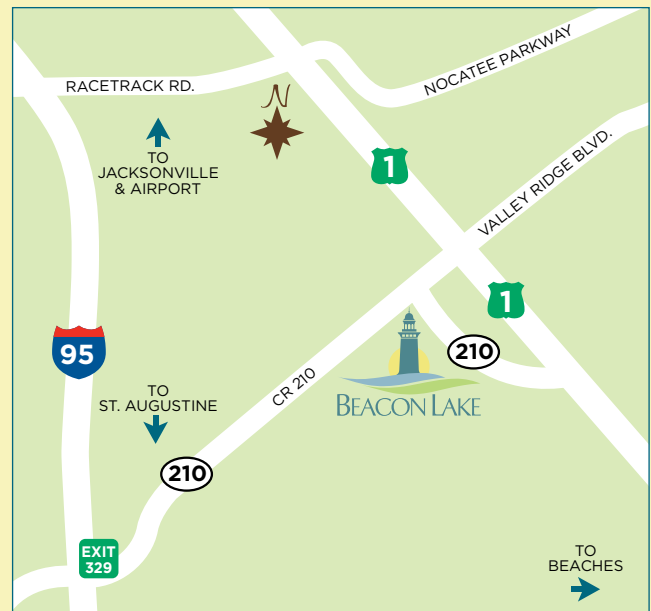 NOCATEE PARKWAY
RACETRACK RD.
N
TO
JACKSONVILLE
& AIRPORT
1
VALLEY RIDGE BLVD.
1
95
210
BEACON LAKE
CR 210
TO
ST. AUGUSTINE
210
EXIT
329
TO
BEACHES